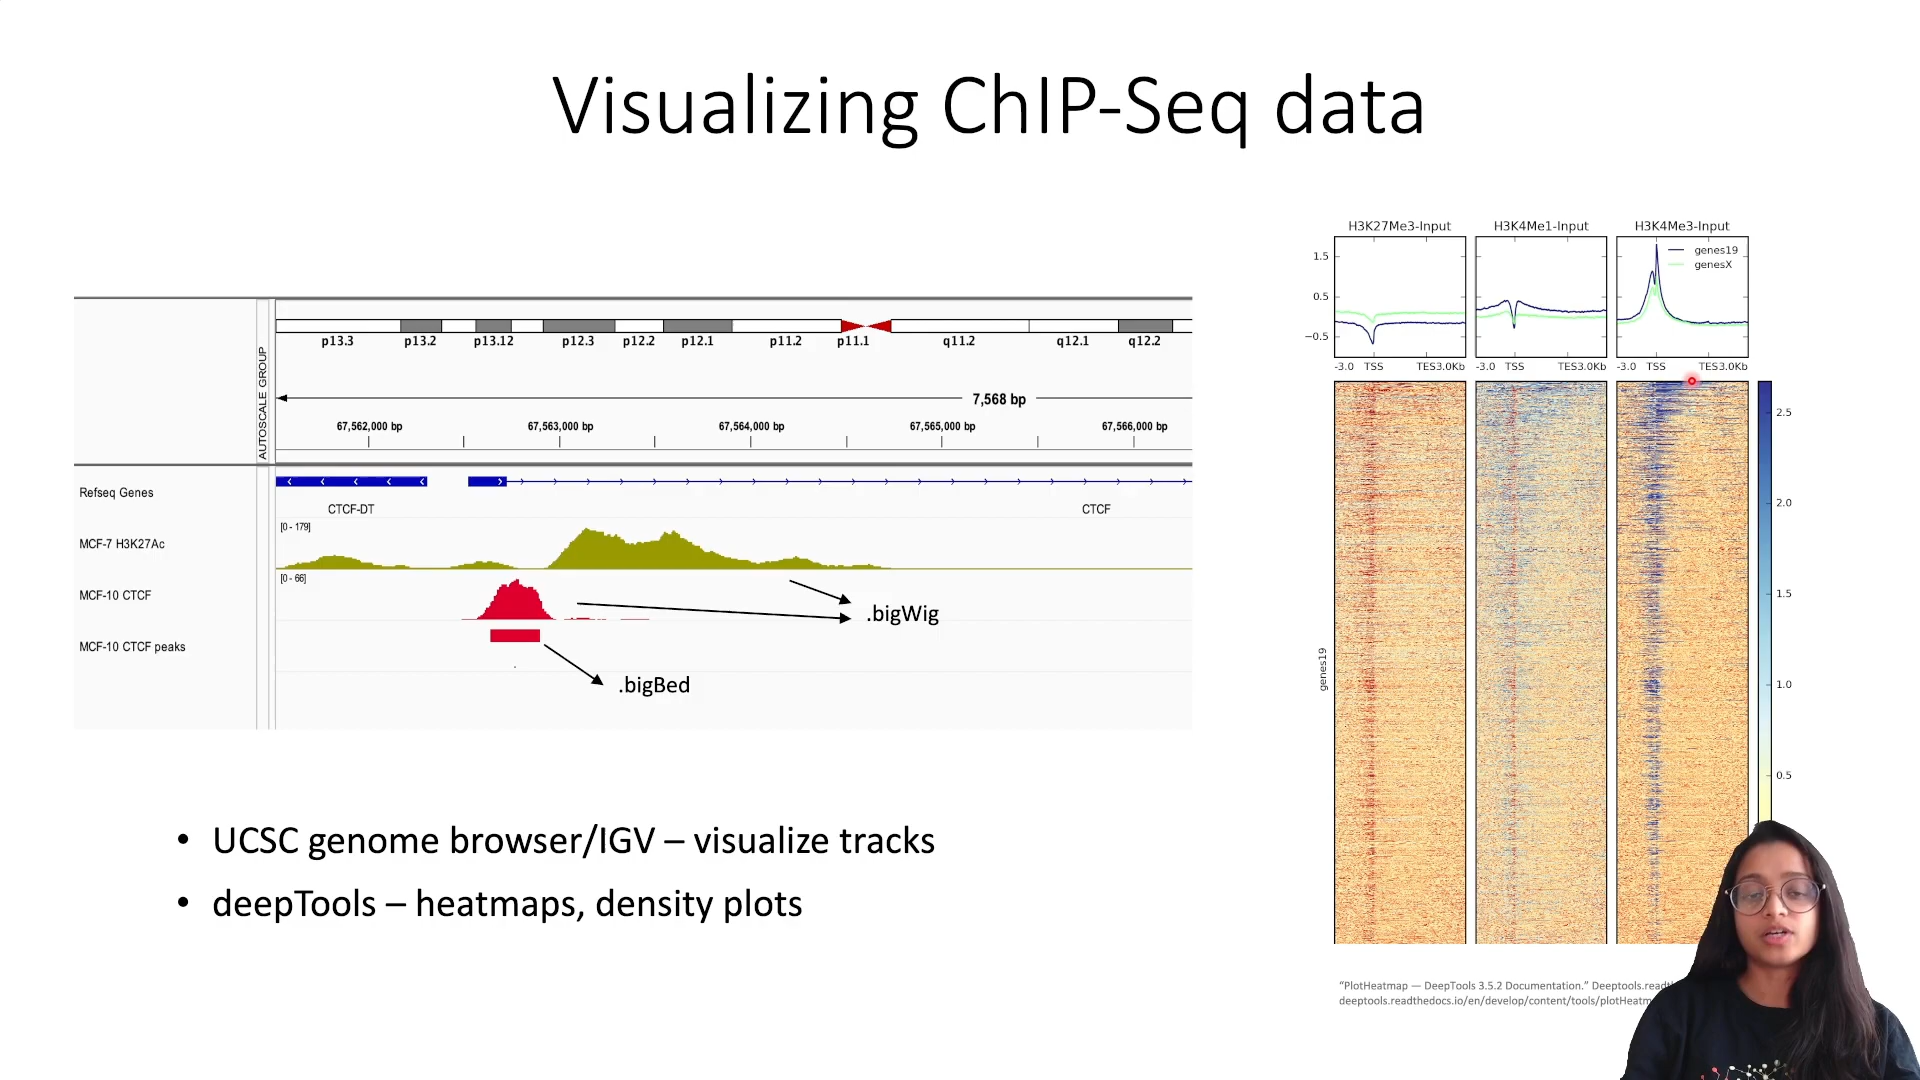 Visualizing ChIP-Seq data
AUTOSCALE GROUP
p13.3 p13.2 p13.12 p12.3 p12.2 p12.1 p11.2 p11.1 q11.2 q12.1 q12.2
7,568 bp
67,562,000 bp 67,563,000 bp 67,564,000 bp 67,565,000 bp 67,566,000 bp
Refseq Genes
CTCF-DT CTCF
[0 - 179]
MCF-7 H3K27Ac
[0 - 66]
MCF-10 CTCF
.bigWig
MCF-10 CTCF peaks
.bigBed
• UCSC genome browser/IGV – visualize tracks
• deepTools – heatmaps, density plots
H3K27Me3-Input H3K4Me1-Input H3K4Me3-Input
genes19
genesX
1.5
0.5
−0.5
-3.0 TSS TES3.0Kb -3.0 TSS TES3.0Kb -3.0 TSS TES3.0Kb
2.5
2.0
1.5
1.0
0.5
genes19
“PlotHeatmap — DeepTools 3.5.2 Documentation.”
deeptools.readthedocs.io/en/develop/content/tools/plotHeatm